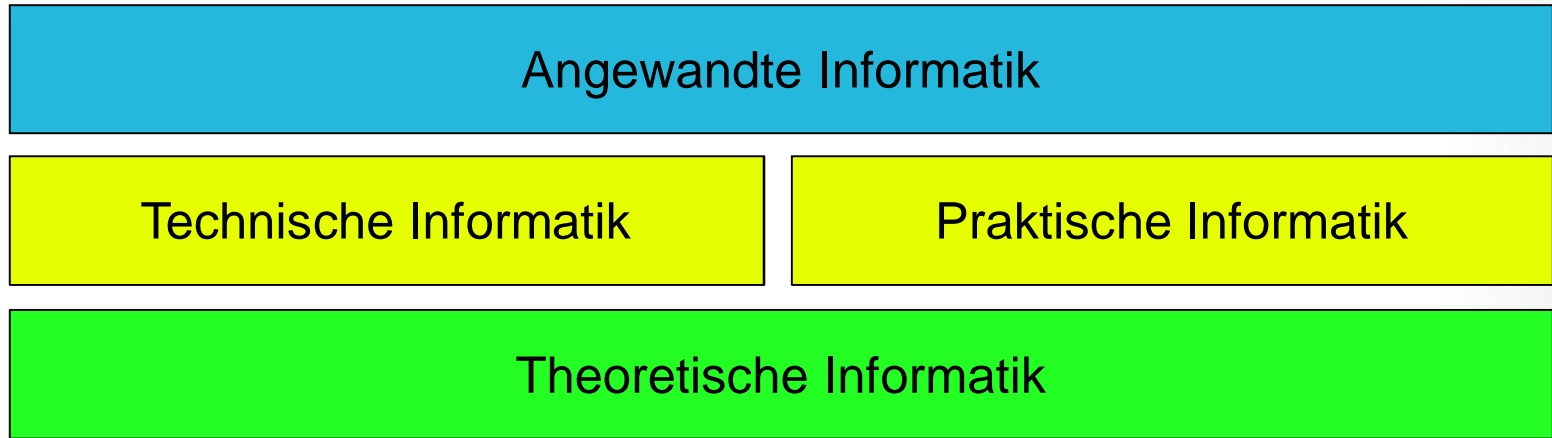 Angewandte Informatik
Technische Informatik
Praktische Informatik
Theoretische Informatik